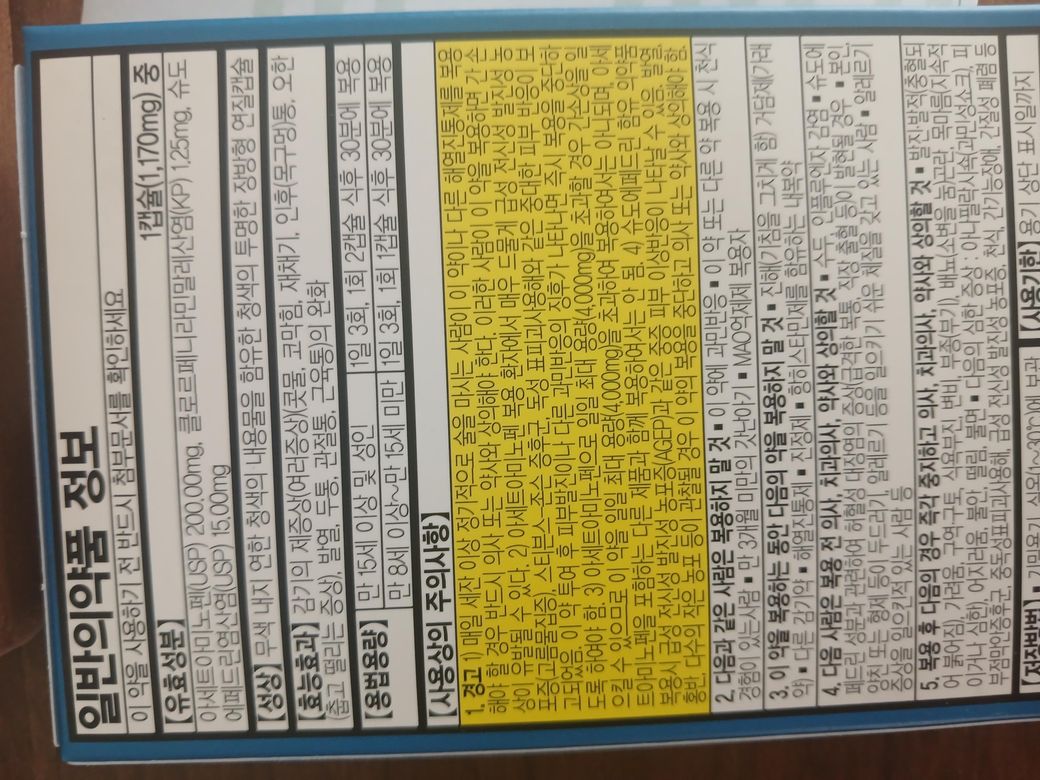 일반의약품 정보
이 약을 사용하기 전 반드시 첨부문서를 확인하세요
[유효성분] 1캡슐(1,170mg) 중
아세트아미노펜(USP) 200.00mg, 클로르페니라민말레산염(KP) 1.25mg, 슈도
에페드린염산염(USP) 15.00mg
[성상] 무색 내지 연한 청색의 내용물을 함유한 청색의 투명한 장방형 연질캡슐
[효능효과] 감기의 제증상(여러증상)(콧물, 코막힘, 재채기, 인후(목구멍)통, 오한
(춥고 떨리는 증상), 발열, 두통, 관절통, 근육통)의 완화
[용법용량] 만 15세 이상 및 성인 1일 3회, 1회 2캡슐 식후 30분에 복용
만 8세 이상~만 15세 미만 1일 3회, 1회 1캡슐 식후 30분에 복용
[사용상의 주의사항]
1. 경고 1) 매일 세잔 이상 정기적으로 술을 마시는 사람이 이 약이나 다른 해열진통제를 복용
해야 할 경우 반드시 의사 또는 약사와 상의해야 한다. 이러한 사람이 이 약을 복용하면 간 손
상이 유발될 수 있다. 2) 아세트아미노펜 복용 환자에서 매우 드물게 급성 전신성 발진성 농
포증(고름물집증), 스티븐스-존슨 증후군, 독성 표피괴사용해와 같은 중대한 피부 반응이 보
고되었음. 이 약 투여 후 피부발진이나 다른 과민반응의 징후가 나타나면 즉시 복용을 중단하
도록 하여야 함. 3) 아세트아미노펜으로 일일 최대 용량(4,000mg)을 초과할 경우 간손상을 일
으킬 수 있으므로 이 약을 일일 최대 용량(4,000mg)을 초과하여 복용하여서는 아니되며, 아세
트아미노펜을 포함하는 다른 제품과 함께 복용하여서는 안 됨. 4) 슈도에페드린 함유 의약품
복용 시 급성 전신성 발진성 농포증(AGEP)과 같은 중증 피부 이상반응이 나타날 수 있음. 발열,
홍반, 다수의 작은 농포 등이 관찰될 경우 이 약의 복용을 중단하고 의사 또는 약사와 상의해야 함.
2. 다음과 같은 사람은 복용하지 말 것 ▪ 이 약에 과민반응 ▪ 이 약 또는 다른 약 복용 시 천식
경험이 있는 사람 ▪ 만 3개월 미만의 갓난아기 ▪ MAO억제제 복용자
3. 이 약을 복용하는 동안 다음의 약을 복용하지 말 것 ▪ 진해(기침을 그치게 함) 거담제(가래
약) ▪ 다른 감기약 ▪ 해열진통제 ▪ 진정제 ▪ 항히스타민제를 함유하는 내복약
4. 다음 사람은 복용 전 의사, 치과의사, 약사와 상의할 것 ▪ 수두, 인플루엔자 감염 ▪ 슈도에
페드린 성분과 관련하여 허혈성 대장염의 증상(급격한 복통, 직장 출혈 등)이 발현될 경우 ▪ 본인,
양친 또는 형제 등이 두드러기, 알레르기 등을 일으키기 쉬운 체질을 갖고 있는 사람 ▪ 알레르기
증상을 일으킨적 있는 사람 등
5. 복용 후 다음의 경우 즉각 중지하고 의사, 치과의사, 약사와 상의할 것 ▪ 발진·발적(충혈되
어 붉어짐), 가려움, 구역·구토, 식욕부진, 변비, 부종(부기), 배뇨(소변을 눔)곤란, 목마름(지속적
이거나 심한), 어지러움, 불안, 떨림, 불면 ▪ 다음의 심한 증상 : 아나필락시스(과민성)쇼크, 피
부점막안증후군, 중독성표피괴사용해, 급성 전신성 발진성 농포증, 천식, 간기능장애, 간질성 폐렴 등
[저장방법] ▪ 기밀용기, 실온(1~30℃)에 보관
[사용기한] 용기 상단 표시일까지